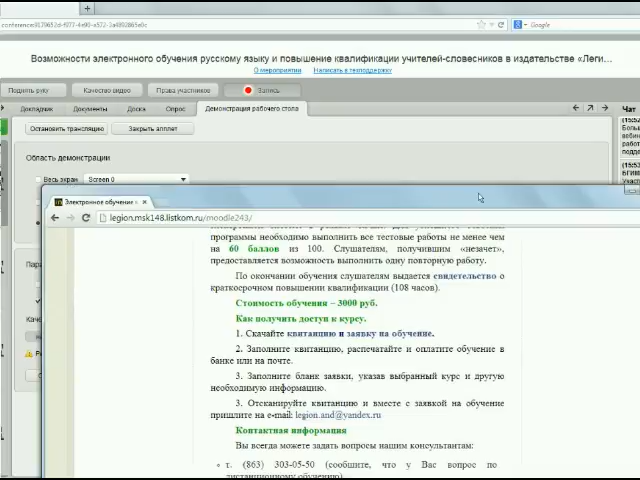 Google
Возможности электронного обучения русскому языку и повышение квалификации учителей-словесников в издательстве «Леги...
О мероприятии Написать в техподдержку
Поднять руку Качество видео Права участников Запись
Докладчик Документы Доска Опрос Демонстрация рабочего стола
Чат
Остановить трансляцию Закрыть апплет
Область демонстрации
Весь экран Screen 0
Электронное обучение
legion.msk148.listkom.ru/moodle243/
программы необходимо выполнить все тестовые работы не менее чем
на 60 баллов из 100. Слушателям, получившим «незачет»,
предоставляется возможность выполнить одну повторную работу.
По окончании обучения слушателям выдается свидетельство о
краткосрочном повышении квалификации (108 часов).
Стоимость обучения – 3000 руб.
Как получить доступ к курсу.
1. Скачайте квитанцию и заявку на обучение.
2. Заполните квитанцию, распечатайте и оплатите обучение в
банке или на почте.
3. Заполните бланк заявки, указав выбранный курс и другую
необходимую информацию.
3. Отсканируйте квитанцию и вместе с заявкой на обучение
пришлите на e-mail: legion.and@yandex.ru
Контактная информация
Вы всегда можете задать вопросы нашим консультантам:
т. (863) 303-05-50 (сообщите, что у Вас вопрос по
дистанционному обучению)